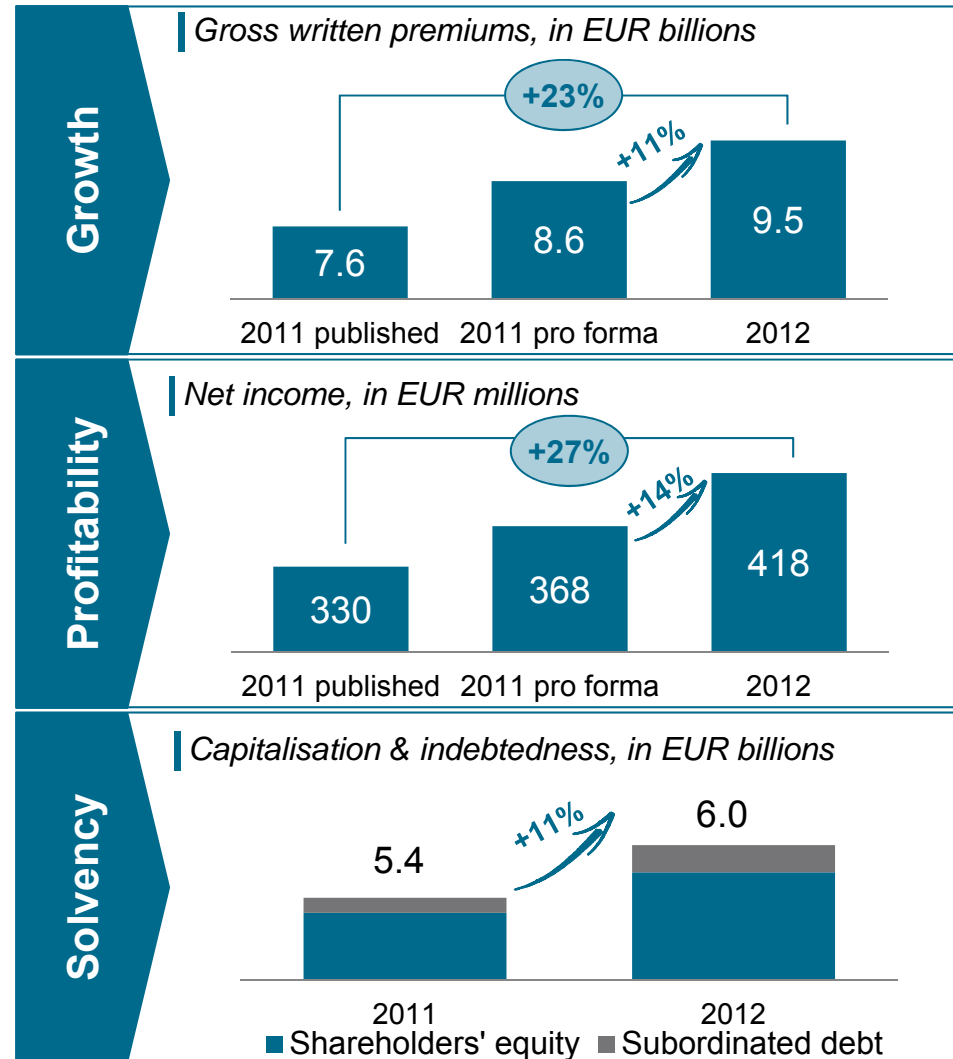 Growth
Gross written premiums, in EUR billions
+23%
+11%
7.6
8.6
9.5
2011 published
2011 pro forma
2012
Profitability
Net income, in EUR millions
+27%
+14%
330
368
418
2011 published
2011 pro forma
2012
Solvency
Capitalisation & indebtedness, in EUR billions
+11%
5.4
6.0
2011
2012
Shareholders' equity
Subordinated debt